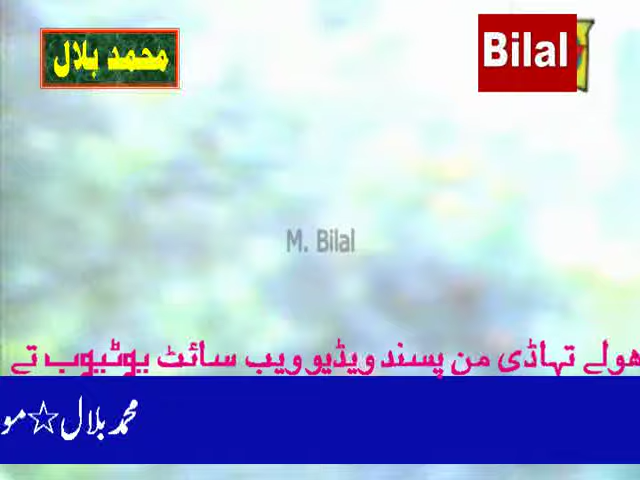 محمد بلال
Bilal
M. Bilal
ھولے تہاڈی من پسند ویڈیو ویب سائٹ یوٹیوب تے
محمد بلال☆مو